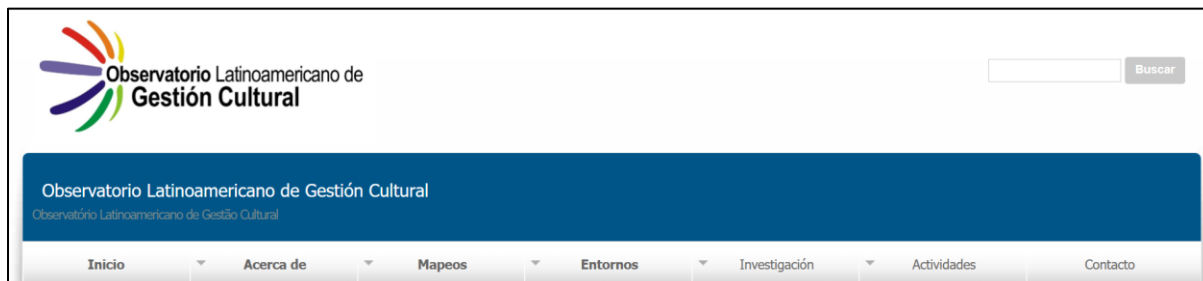 Observatorio Latinoamericano de
Gestión Cultural
Buscar
Observatorio Latinoamericano de Gestión Cultural
Observatório Latinoamericano de Gestão Cultural
Inicio Acerca de Mapeos Entornos Investigación Actividades Contacto